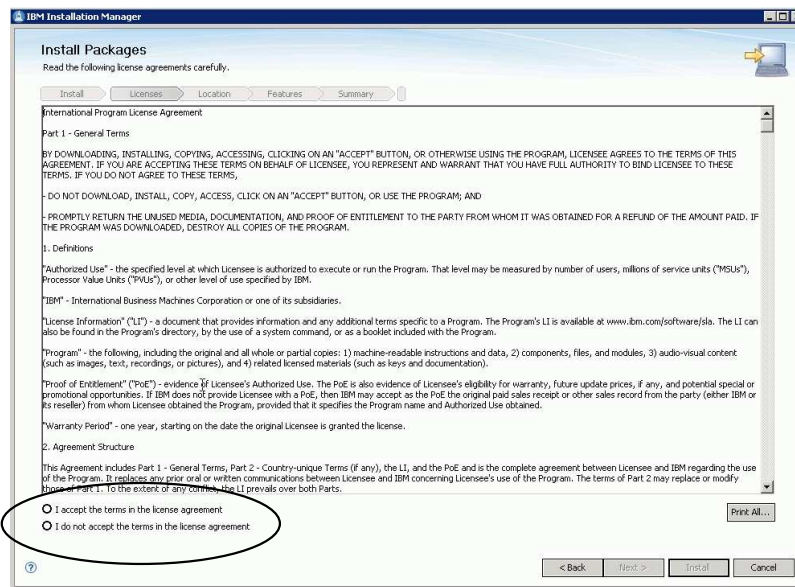 IBM Installation Manager
Install Packages
Read the following license agreements carefully.
Install
Licenses
Location
Features
Summary
International Program License Agreement
Part 1 - General Terms
BY DOWNLOADING, INSTALLING, COPYING, ACCESSING, CLICKING ON AN "ACCEPT" BUTTON, OR OTHERWISE USING THE PROGRAM, LICENSEE AGREES TO THE TERMS OF THIS
AGREEMENT. IF YOU ARE ACCEPTING THESE TERMS ON BEHALF OF LICENSEE, YOU REPRESENT AND WARRANT THAT YOU HAVE FULL AUTHORITY TO BIND LICENSEE TO THESE
TERMS. IF YOU DO NOT AGREE TO THESE TERMS,
- DO NOT DOWNLOAD, INSTALL, COPY, ACCESS, CLICK ON AN "ACCEPT" BUTTON, OR USE THE PROGRAM; AND
- PROMPTLY RETURN THE UNUSED MEDIA, DOCUMENTATION, AND PROOF OF ENTITLEMENT TO THE PARTY FROM WHOM IT WAS OBTAINED FOR A REFUND OF THE AMOUNT PAID. IF
THE PROGRAM WAS DOWNLOADED, DESTROY ALL COPIES OF THE PROGRAM.
1. Definitions
"Authorized Use" - the specified level at which Licensee is authorized to execute or run the Program. That level may be measured by number of users, millions of service units ("MSUs"),
Processor Value Units ("PVUs"), or other level of use specified by IBM.
"IBM" - International Business Machines Corporation or one of its subsidiaries.
"License Information" ("LI") - a document that provides information and any additional terms specific to a Program. The Program's LI is available at www.ibm.com/software/sla. The LI can
also be found in the Program's directory, by the use of a system command, or as a booklet included with the Program.
"Program" - the following, including the original and all whole or partial copies: 1) machine-readable instructions and data, 2) components, files, and modules, 3) audio-visual content
(such as images, text, recordings, or pictures), and 4) related licensed materials (such as keys and documentation).
"Proof of Entitlement" ("PoE") - evidence of Licensee's Authorized Use. The PoE is also evidence of Licensee's eligibility for warranty, future update prices, if any, and potential special or
promotional opportunities. If IBM does not provide Licensee with a PoE, then IBM may accept as the PoE the original paid sales receipt or other sales record from the party (either IBM or
its reseller) from whom Licensee obtained the Program, provided that it specifies the Program name and Authorized Use obtained.
"Warranty Period" - one year, starting on the date the original Licensee is granted the license.
2. Agreement Structure
This Agreement includes Part 1 - General Terms, Part 2 - Country-unique Terms (if any), the LI, and the PoE and is the complete agreement between Licensee and IBM regarding the use
of the Program. It replaces any prior oral or written communications between Licensee and IBM concerning Licensee's use of the Program. The terms of Part 2 may replace or modify
those of Part 1. To the extent of any conflict, the LI prevails over both Parts.
I accept the terms in the license agreement
Print All...
I do not accept the terms in the license agreement
?
< Back
Next >
Install
Cancel